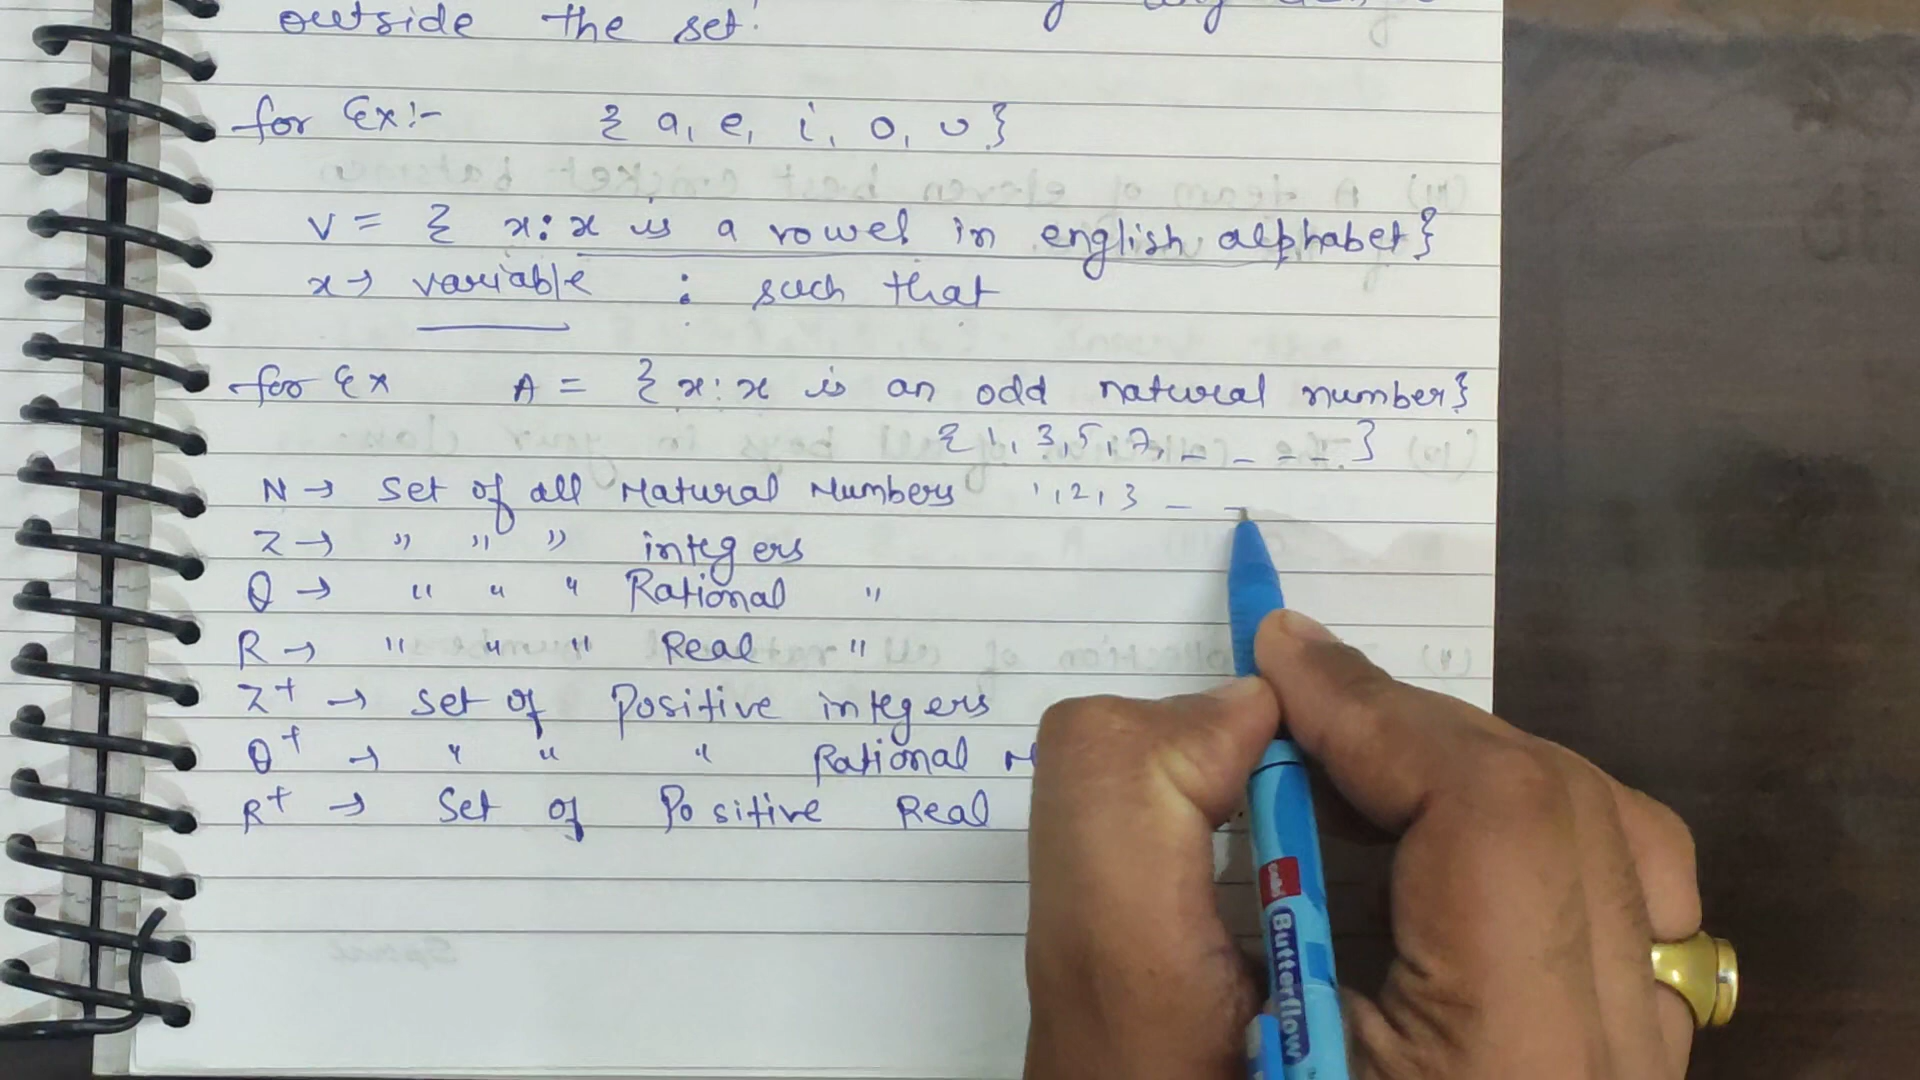 outside the set.
for Ex:- { a, e, i, o, u }
V = { x: x is a vowel in english alphabet }
x → variable : such that
for Ex A = { x: x is an odd natural number }
{ 1, 3, 5, 7, _ _ _ _ }
N → Set of all Natural Numbers 1, 2, 3 _ _
Z → " " " integers
Q → " " " Rational "
R → " " " Real "
Z+ → Set of Positive integers
Q+ → " " " Rational
R+ → Set of Positive Real
cello
Butterflow